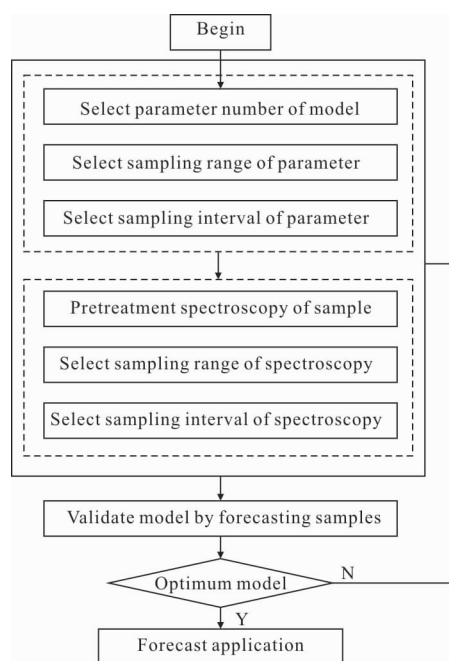 Begin
Select parameter number of model
Select sampling range of parameter
Select sampling interval of parameter
Pretreatment spectroscopy of sample
Select sampling range of spectroscopy
Select sampling interval of spectroscopy
Validate model by forecasting samples
Optimum model
N
Y
Forecast application